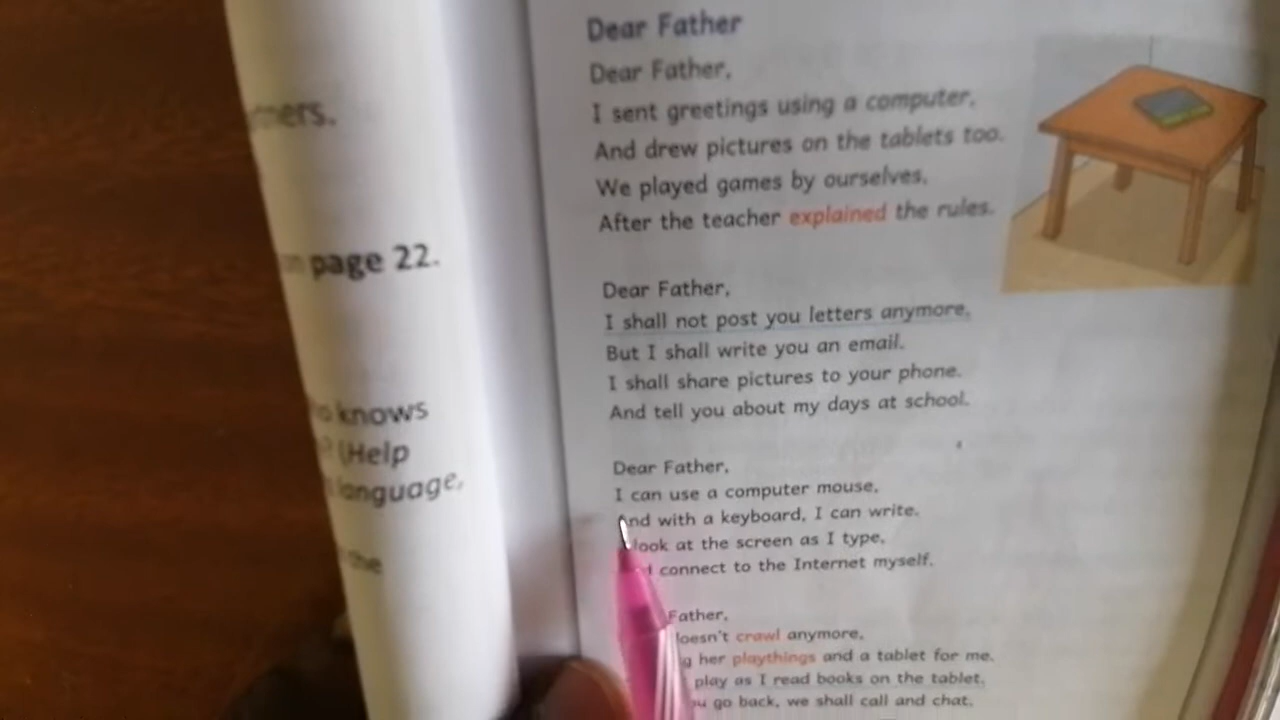 ners.
page 22.
knows
(Help
language,
the
Dear Father
Dear Father,
I sent greetings using a computer,
And drew pictures on the tablets too.
We played games by ourselves,
After the teacher explained the rules.
Dear Father,
I shall not post you letters anymore,
But I shall write you an email.
I shall share pictures to your phone.
And tell you about my days at school.
Dear Father,
I can use a computer mouse,
And with a keyboard, I can write.
look at the screen as I type,
connect to the Internet myself.
Father,
doesn't crawl anymore,
her playthings and a tablet for me.
play as I read books on the tablet.
go back, we shall call and chat.